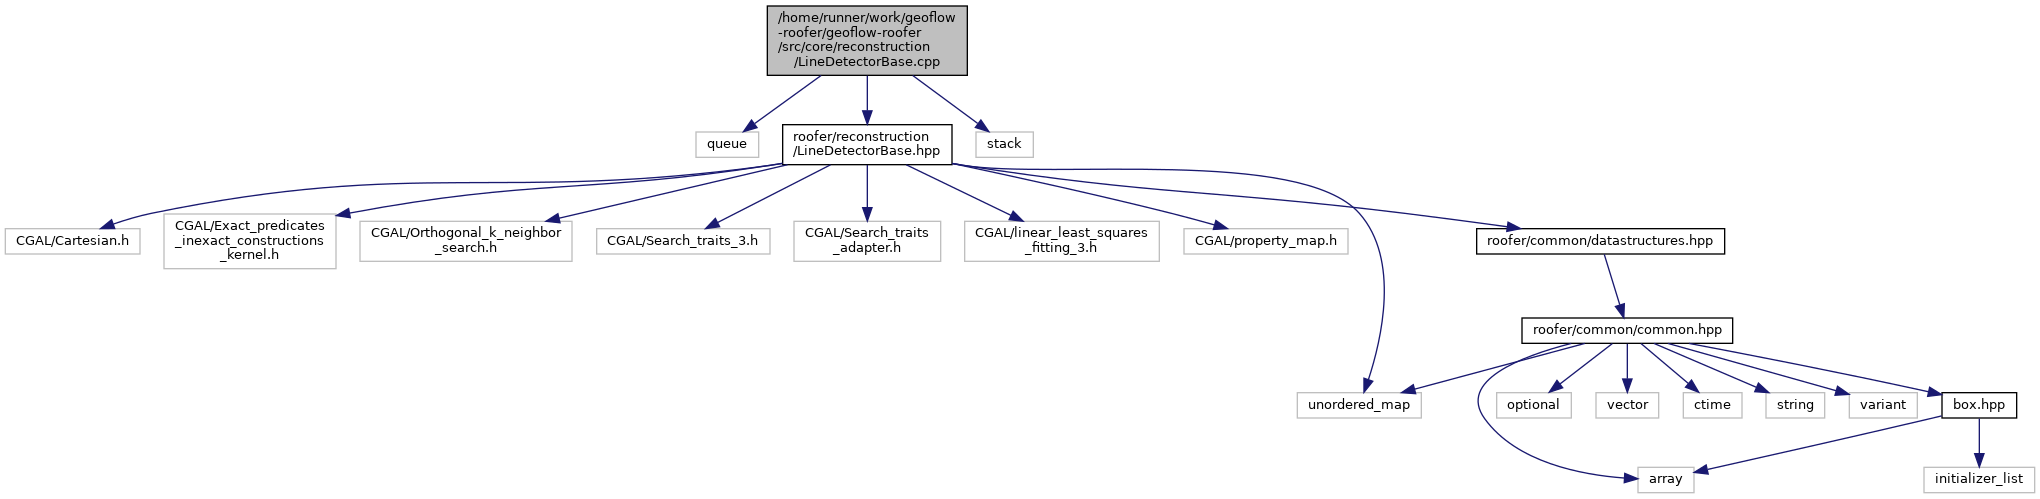 /home/runner/work/geoflow
-roofer/geoflow-roofer
/src/core/reconstruction
/LineDetectorBase.cpp
queue
roofer/reconstruction
/LineDetectorBase.hpp
stack
CGAL/Cartesian.h
CGAL/Exact_predicates
_inexact_constructions
_kernel.h
CGAL/Orthogonal_k_neighbor
_search.h
CGAL/Search_traits_3.h
CGAL/Search_traits
_adapter.h
CGAL/linear_least_squares
_fitting_3.h
CGAL/property_map.h
roofer/common/datastructures.hpp
roofer/common/common.hpp
unordered_map
optional
vector
ctime
string
variant
box.hpp
array
initializer_list